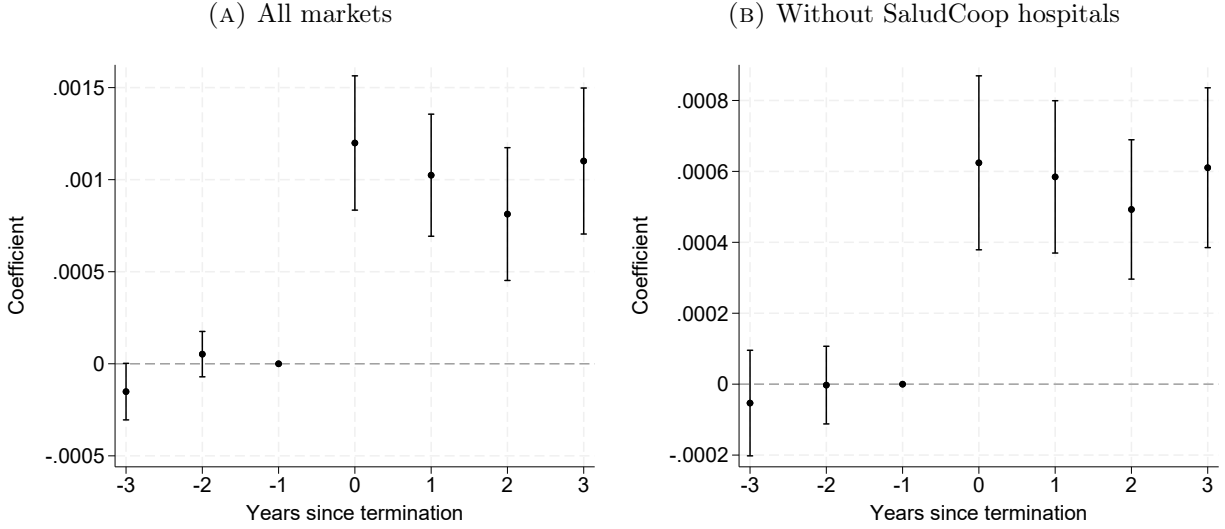 (A) All markets
.0015
.001
.0005
0
-.0005
Coefficient
-3 -2 -1 0 1 2 3
Years since termination
(B) Without SaludCoop hospitals
.0008
.0006
.0004
.0002
0
-.0002
Coefficient
-3 -2 -1 0 1 2 3
Years since termination